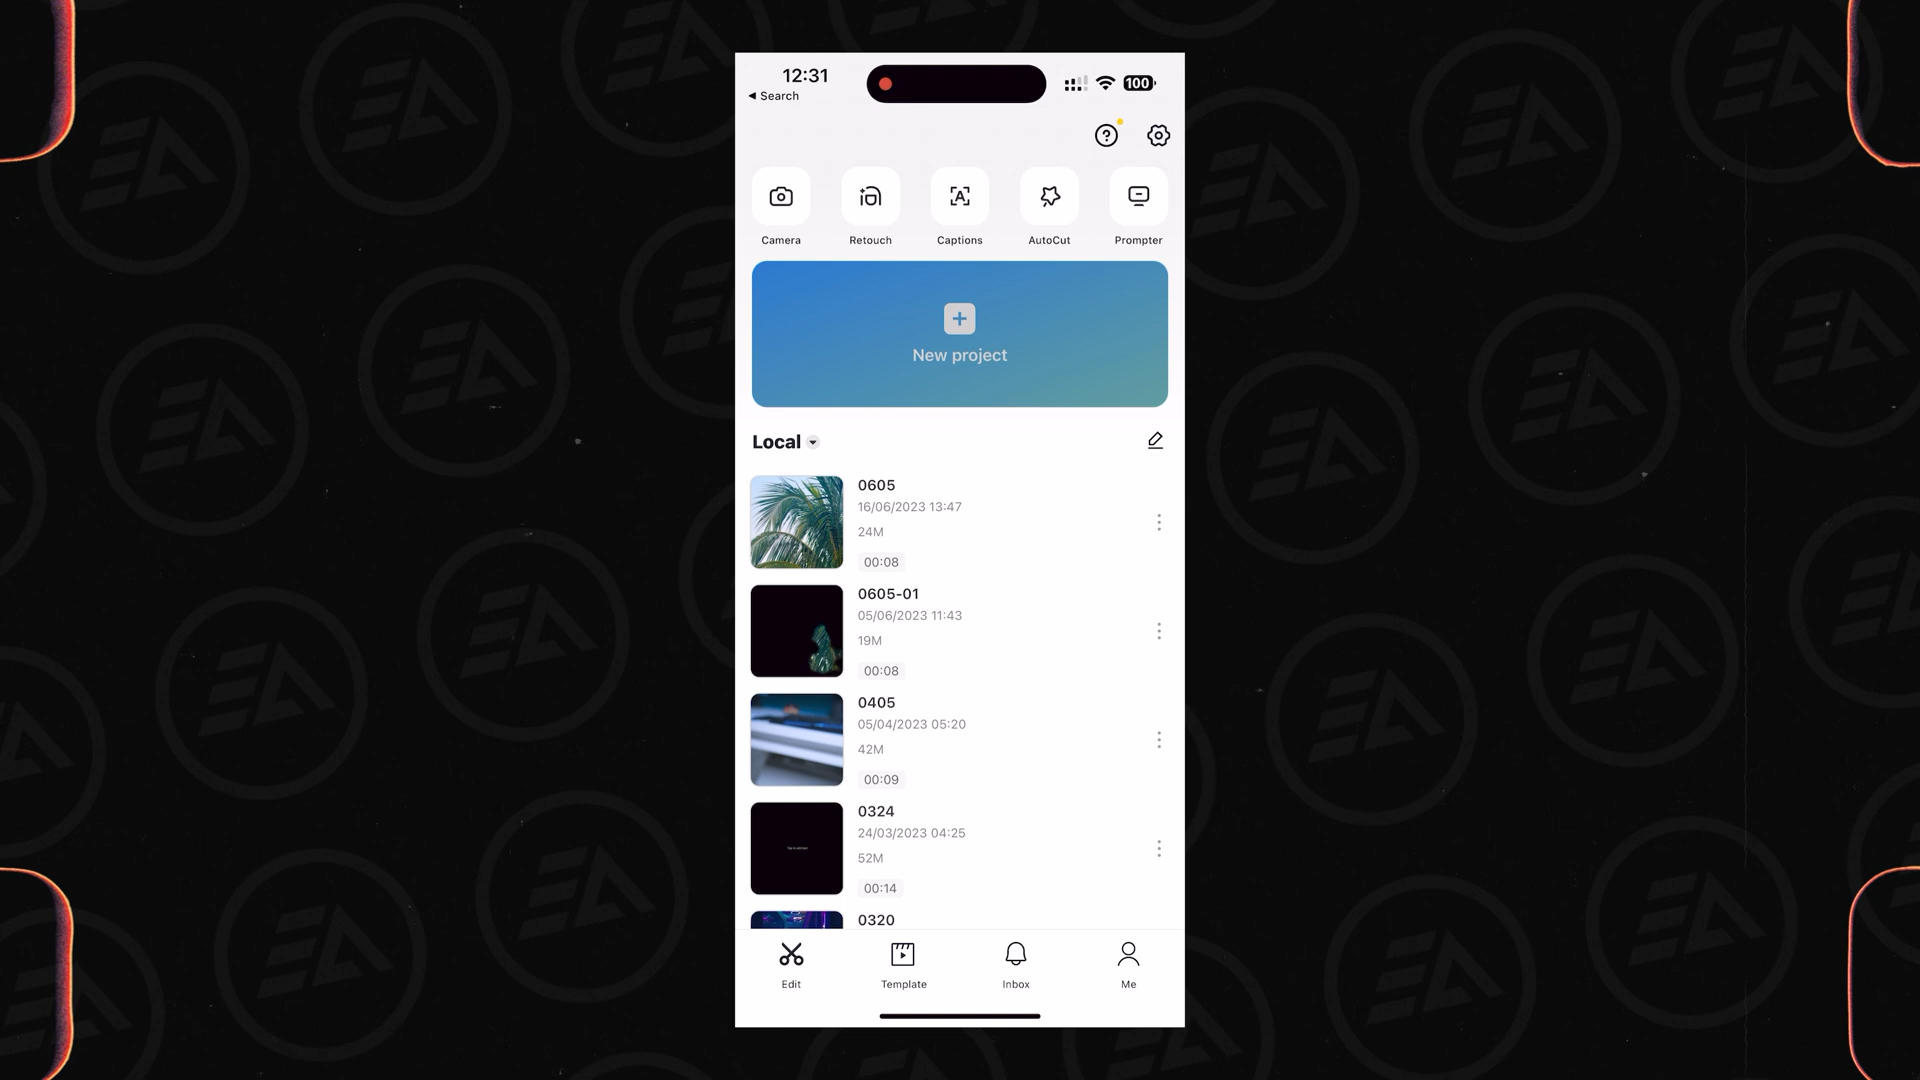 12:31
◀ Search
100
Camera
Retouch
Captions
AutoCut
Prompter
New project
Local
0605
16/06/2023 13:47
24M
00:08
0605-01
05/06/2023 11:43
19M
00:08
0405
05/04/2023 05:20
42M
00:09
0324
24/03/2023 04:25
52M
00:14
0320
Edit
Template
Inbox
Me